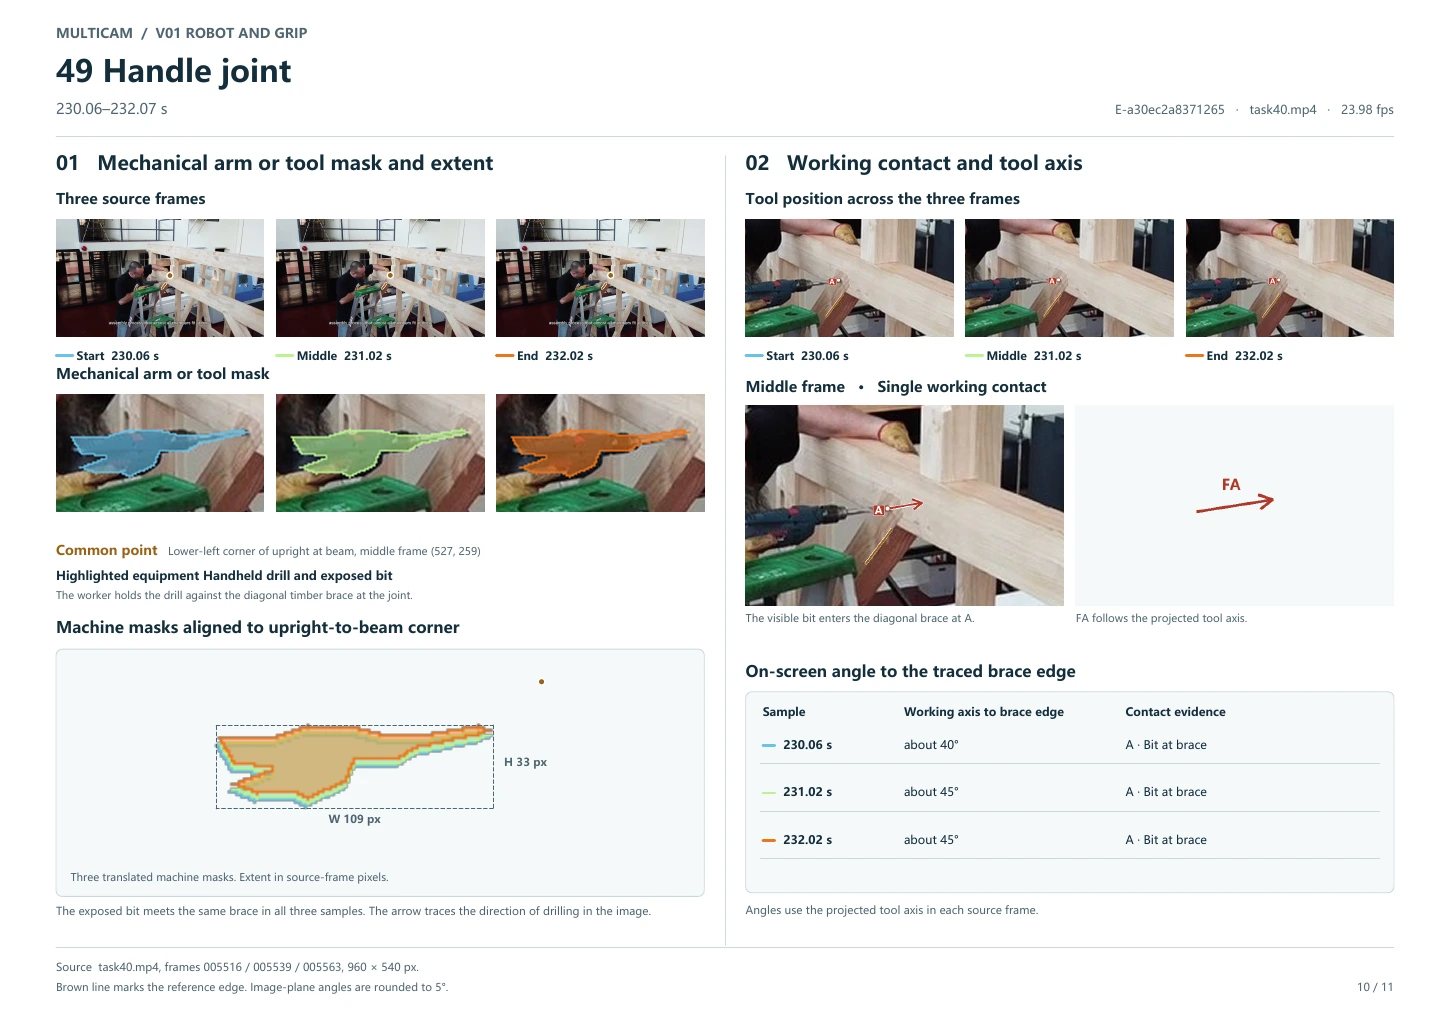 MULTICAM / V01 ROBOT AND GRIP
49 Handle joint
230.06–232.07 s
E-a30ec2a8371265 · task40.mp4 · 23.98 fps
01 Mechanical arm or tool mask and extent
Three source frames
Start 230.06 s
Middle 231.02 s
End 232.02 s
Mechanical arm or tool mask
Common point Lower-left corner of upright at beam, middle frame (527, 259)
Highlighted equipment Handheld drill and exposed bit
The worker holds the drill against the diagonal timber brace at the joint.
Machine masks aligned to upright-to-beam corner
H 33 px
W 109 px
Three translated machine masks. Extent in source-frame pixels.
The exposed bit meets the same brace in all three samples. The arrow traces the direction of drilling in the image.
02 Working contact and tool axis
Tool position across the three frames
A
A
A
Start 230.06 s
Middle 231.02 s
End 232.02 s
Middle frame • Single working contact
A
FA
The visible bit enters the diagonal brace at A.
FA follows the projected tool axis.
On-screen angle to the traced brace edge
Sample Working axis to brace edge Contact evidence
230.06 s about 40° A · Bit at brace
231.02 s about 45° A · Bit at brace
232.02 s about 45° A · Bit at brace
Angles use the projected tool axis in each source frame.
Source task40.mp4, frames 005516 / 005539 / 005563, 960 × 540 px.
Brown line marks the reference edge. Image-plane angles are rounded to 5°.
10 / 11